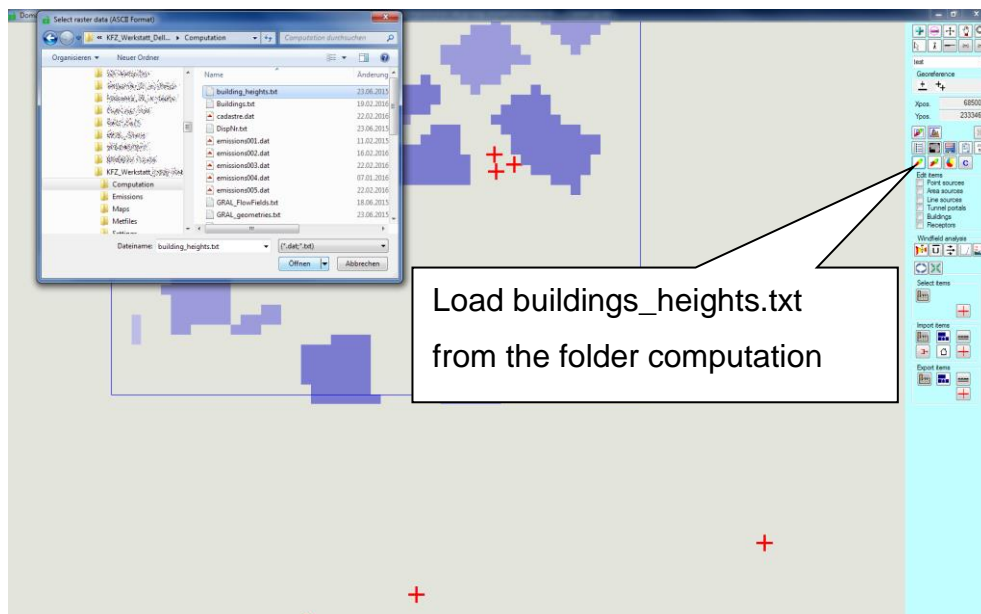 Select raster data (ASCII Format)
« KFZ_Werkstatt_Dell... ▸ Computation
Computation durchsuchen
Organisieren
Neuer Ordner
Name
Änderung
building_heights.txt 23.06.2015
Buildings.txt 19.02.2016
cadastre.dat 22.02.2016
DispNr.txt 23.06.2015
emissions001.dat 11.02.2015
emissions002.dat 16.02.2016
emissions003.dat 22.02.2016
emissions004.dat 07.01.2016
emissions005.dat 22.02.2016
GRAL_FlowFields.txt 18.06.2015
GRAL_geometries.txt 23.06.2015
KFZ_Werkstatt
Computation
Emissions
Maps
Metfiles
Settings
Dateiname: building_heights.txt
(*.dat;*.txt)
Öffnen
Abbrechen
Load buildings_heights.txt
from the folder computation
Georeference
Xpos. 68500
Ypos.
Edit items
Point sources
Area sources
Line sources
Tunnel portals
Buildings
Receptors
Windfield analysis
Select items
Import items
Export items